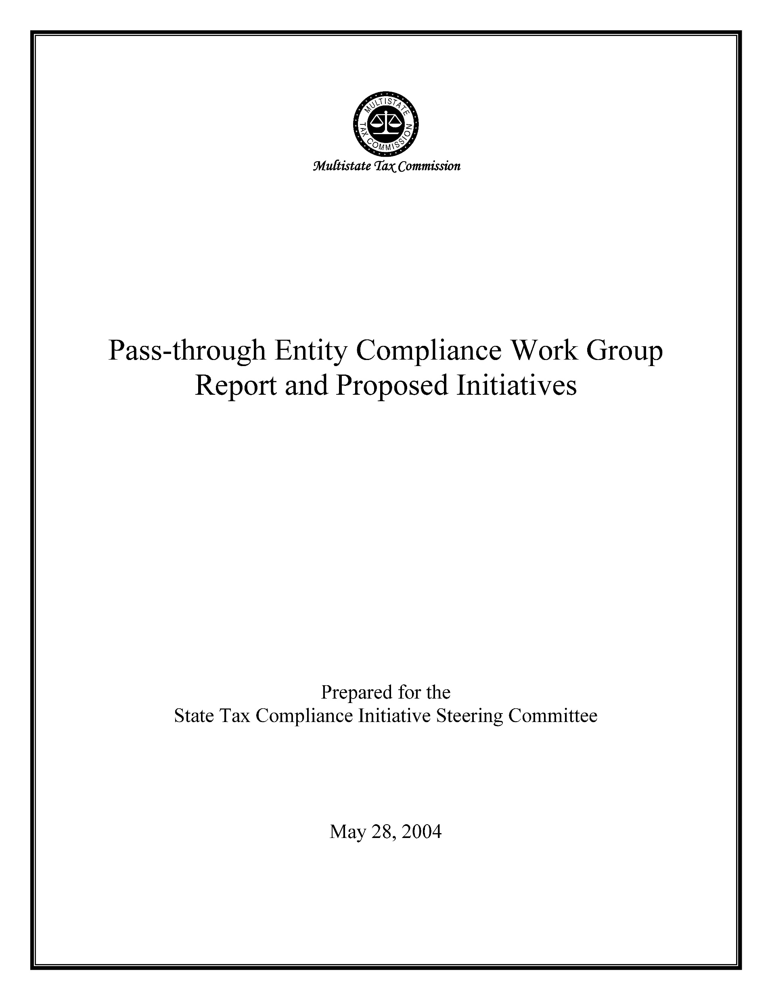 MULTISTATE
TAX COMMISSION
Multistate Tax Commission
Pass-through Entity Compliance Work Group
Report and Proposed Initiatives
Prepared for the
State Tax Compliance Initiative Steering Committee
May 28, 2004